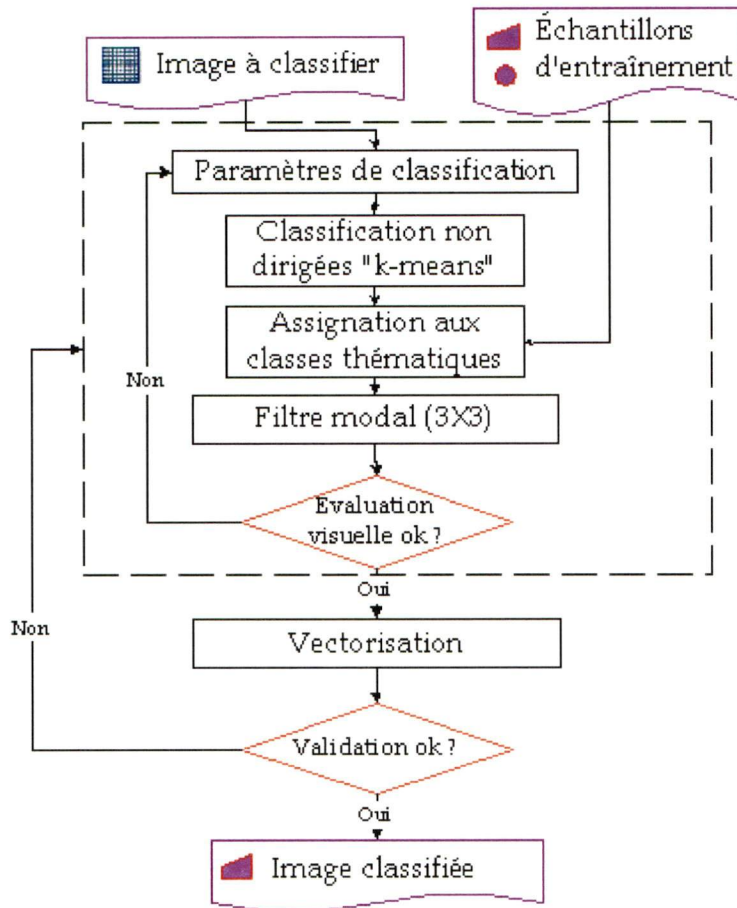 Image à classifier
Échantillons
d'entraînement
Paramètres de classification
Classification non
dirigées "k-means"
Assignation aux
classes thématiques
Non
Filtre modal (3X3)
Evaluation
visuelle ok ?
Oui
Non
Vectorisation
Validation ok ?
Oui
Image classifiée